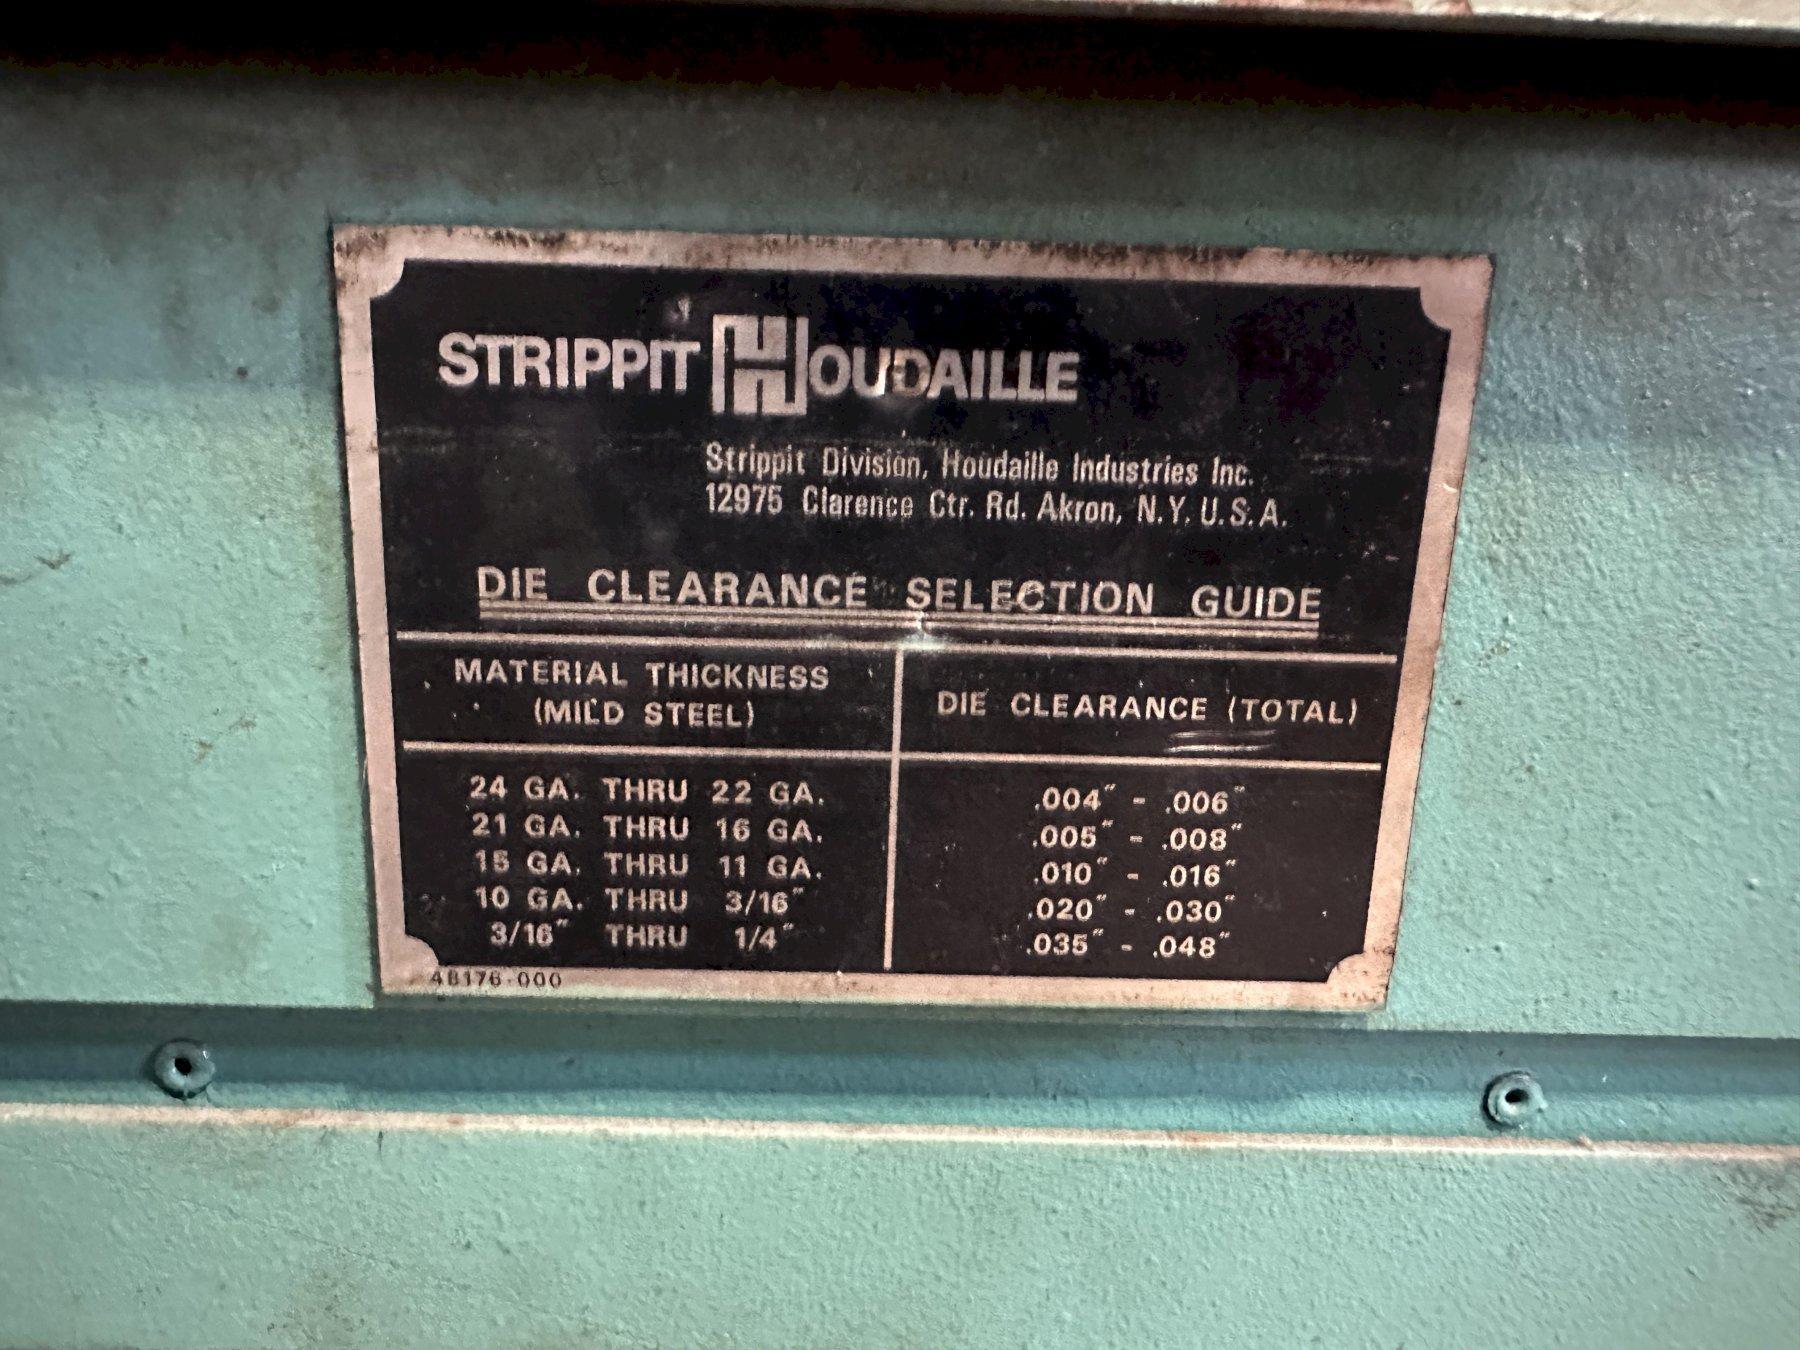 STRIPPIT HOUDAILLE
Strippit Division, Houdaille Industries Inc.
12975 Clarence Ctr. Rd. Akron, N.Y. U.S.A.
DIE CLEARANCE SELECTION GUIDE
MATERIAL THICKNESS
(MILD STEEL)
DIE CLEARANCE (TOTAL)
24 GA. THRU 22 GA. .004" - .006"
21 GA. THRU 16 GA. .005" - .008"
15 GA. THRU 11 GA. .010" - .016"
10 GA. THRU 3/16" .020" - .030"
3/16" THRU 1/4" .035" - .048"
48176-000